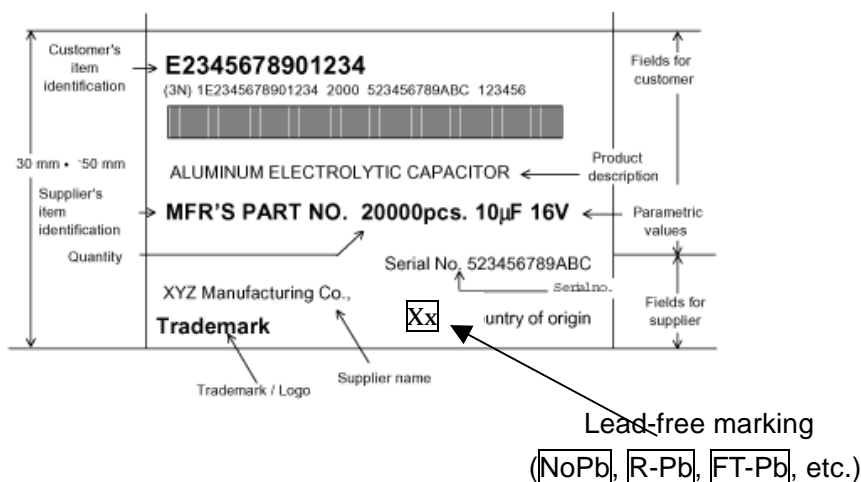 Customer's
item
identification
E2345678901234
(3N) 1E2345678901234 2000 523456789ABC 123456
Fields for
customer
30 mm • ~50 mm
ALUMINUM ELECTROLYTIC CAPACITOR
Product
description
Supplier's
item
identification
MFR'S PART NO. 20000pcs. 10µF 16V
Parametric
values
Quantity
Serial No. 523456789ABC
Serial no.
XYZ Manufacturing Co.,
Fields for
supplier
Trademark
Xx
untry of origin
Trademark / Logo
Supplier name
Lead-free marking
(NoPb, R-Pb, FT-Pb, etc.)